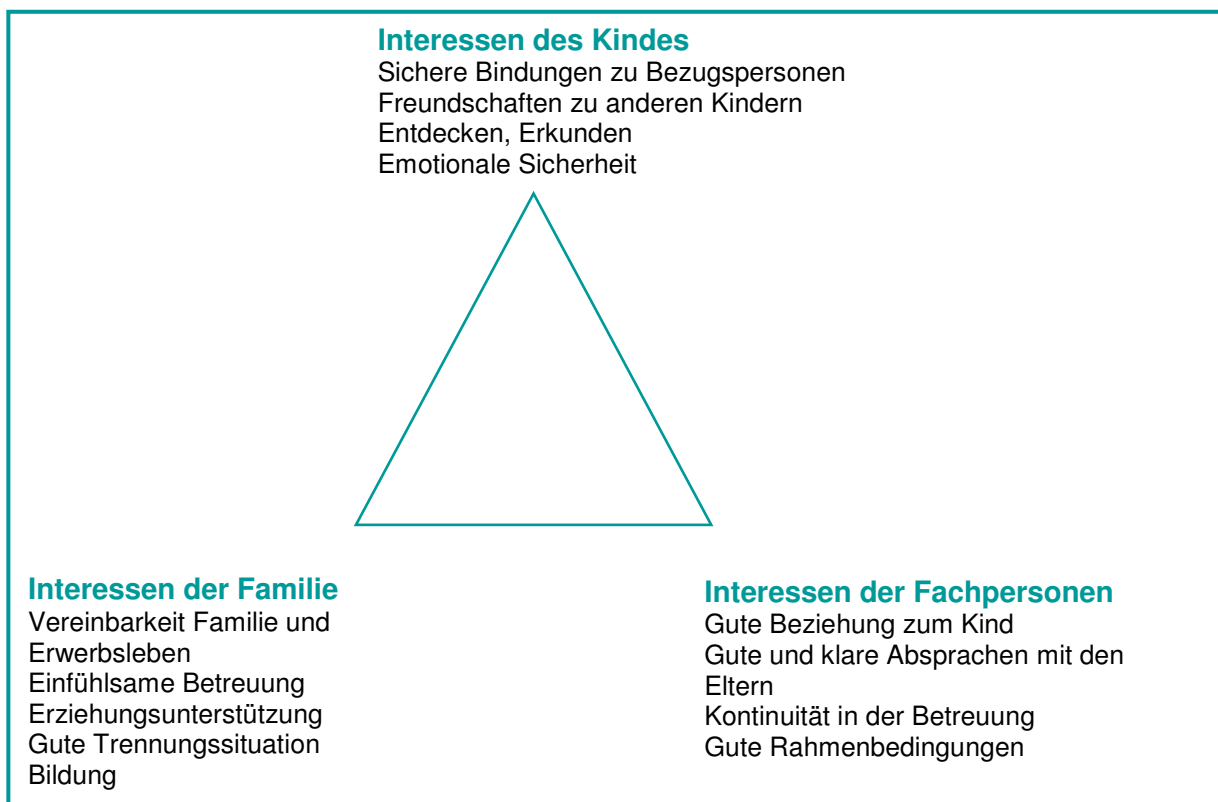 Interessen des Kindes
Sichere Bindungen zu Bezugspersonen
Freundschaften zu anderen Kindern
Entdecken, Erkunden
Emotionale Sicherheit
Interessen der Familie
Vereinbarkeit Familie und
Erwerbsleben
Einfühlsame Betreuung
Erziehungsunterstützung
Gute Trennungssituation
Bildung
Interessen der Fachpersonen
Gute Beziehung zum Kind
Gute und klare Absprachen mit den
Eltern
Kontinuität in der Betreuung
Gute Rahmenbedingungen